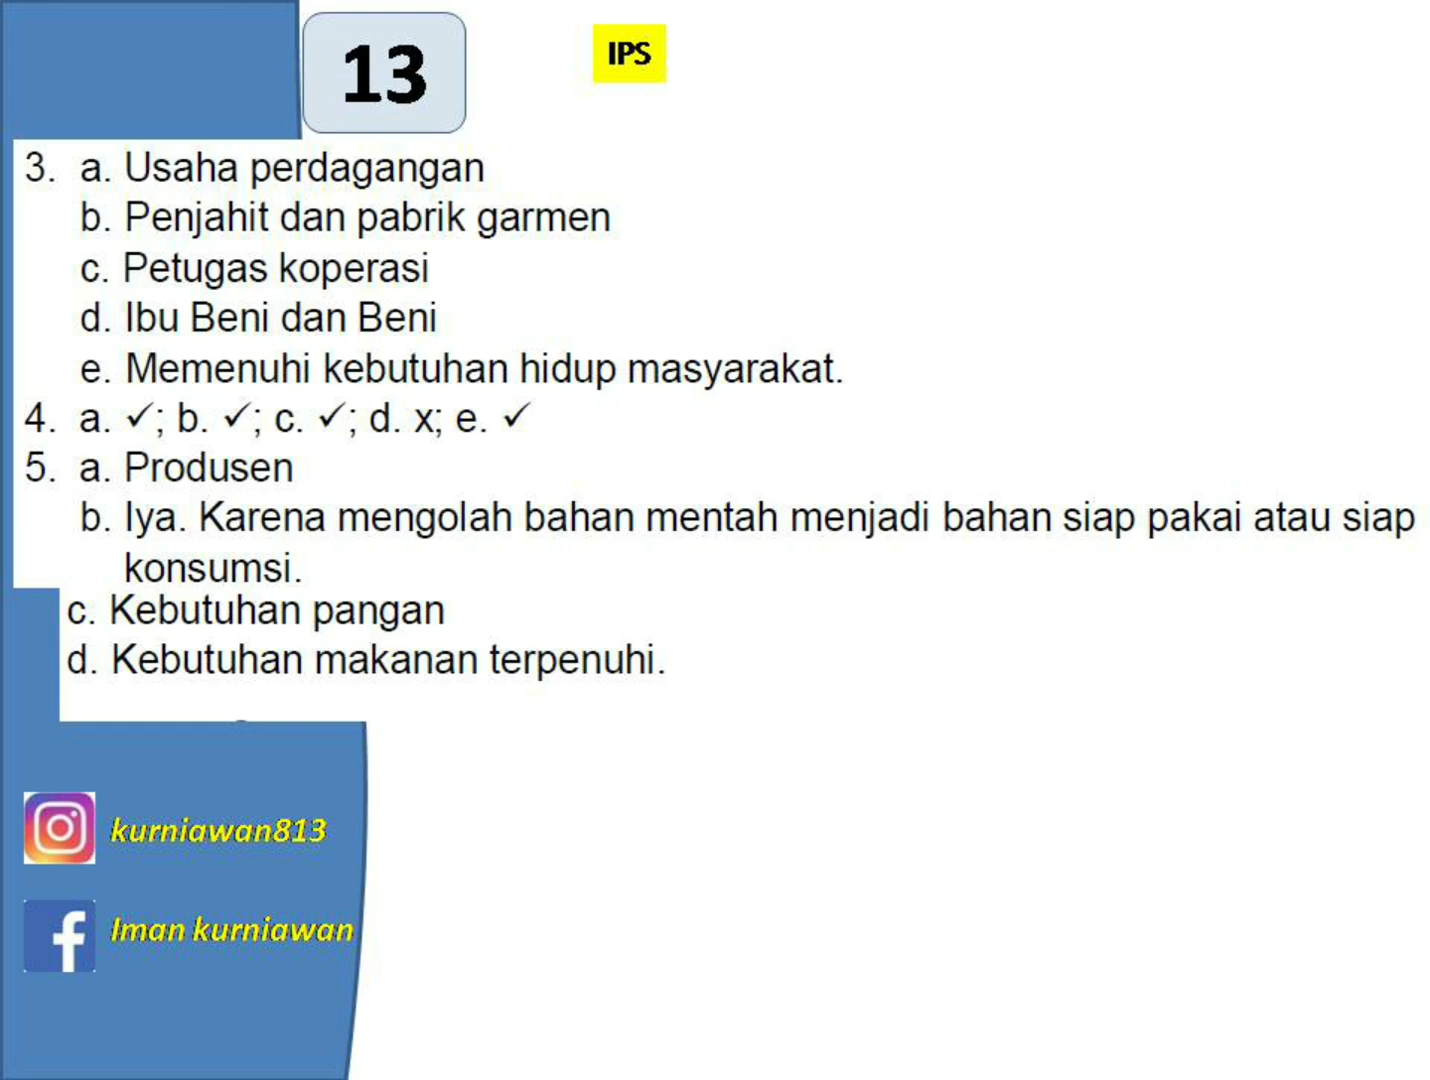 13
IPS
3. a. Usaha perdagangan
b. Penjahit dan pabrik garmen
c. Petugas koperasi
d. Ibu Beni dan Beni
e. Memenuhi kebutuhan hidup masyarakat.
4. a. ✓; b. ✓; c. ✓; d. x; e. ✓
5. a. Produsen
b. Iya. Karena mengolah bahan mentah menjadi bahan siap pakai atau siap
konsumsi.
c. Kebutuhan pangan
d. Kebutuhan makanan terpenuhi.
kurniawan813
Iman kurniawan